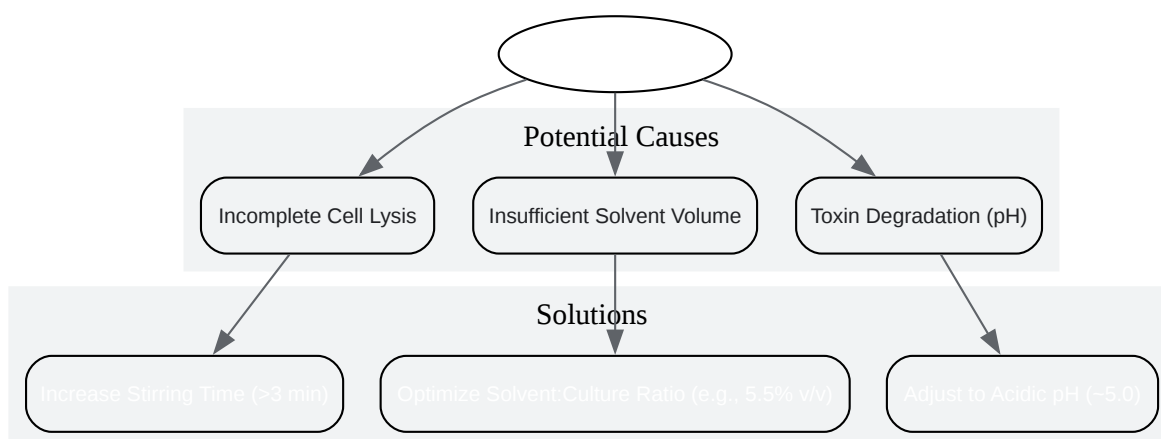 Potential Causes
Incomplete Cell Lysis
Insufficient Solvent Volume
Toxin Degradation (pH)
Solutions
Increase Stirring Time (>3 min)
Optimize Solvent:Culture Ratio (e.g., 5.5% v/v)
Adjust to Acidic pH (~5.0)